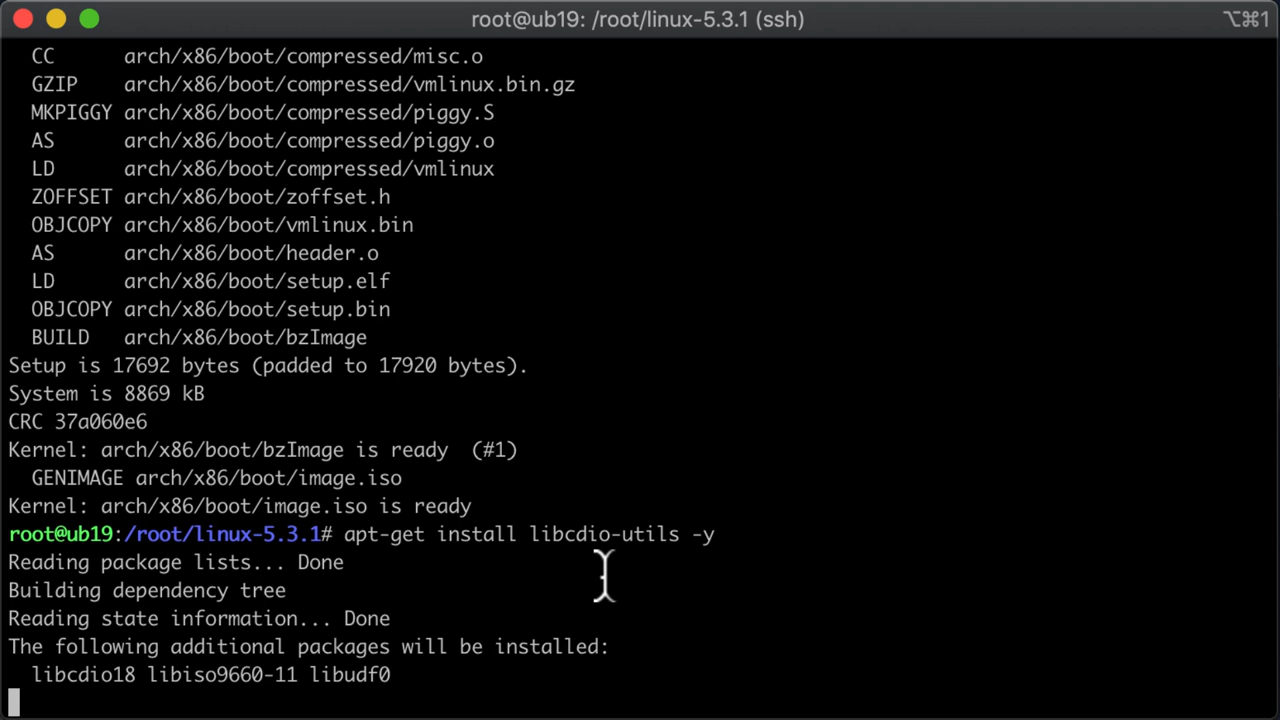 root@ub19: /root/linux-5.3.1 (ssh) ⌥⌘1
CC arch/x86/boot/compressed/misc.o
GZIP arch/x86/boot/compressed/vmlinux.bin.gz
MKPIGGY arch/x86/boot/compressed/piggy.S
AS arch/x86/boot/compressed/piggy.o
LD arch/x86/boot/compressed/vmlinux
ZOFFSET arch/x86/boot/zoffset.h
OBJCOPY arch/x86/boot/vmlinux.bin
AS arch/x86/boot/header.o
LD arch/x86/boot/setup.elf
OBJCOPY arch/x86/boot/setup.bin
BUILD arch/x86/boot/bzImage
Setup is 17692 bytes (padded to 17920 bytes).
System is 8869 kB
CRC 37a060e6
Kernel: arch/x86/boot/bzImage is ready (#1)
GENIMAGE arch/x86/boot/image.iso
Kernel: arch/x86/boot/image.iso is ready
root@ub19:/root/linux-5.3.1# apt-get install libcdio-utils -y
Reading package lists... Done
Building dependency tree
Reading state information... Done
The following additional packages will be installed:
libcdio18 libiso9660-11 libudf0